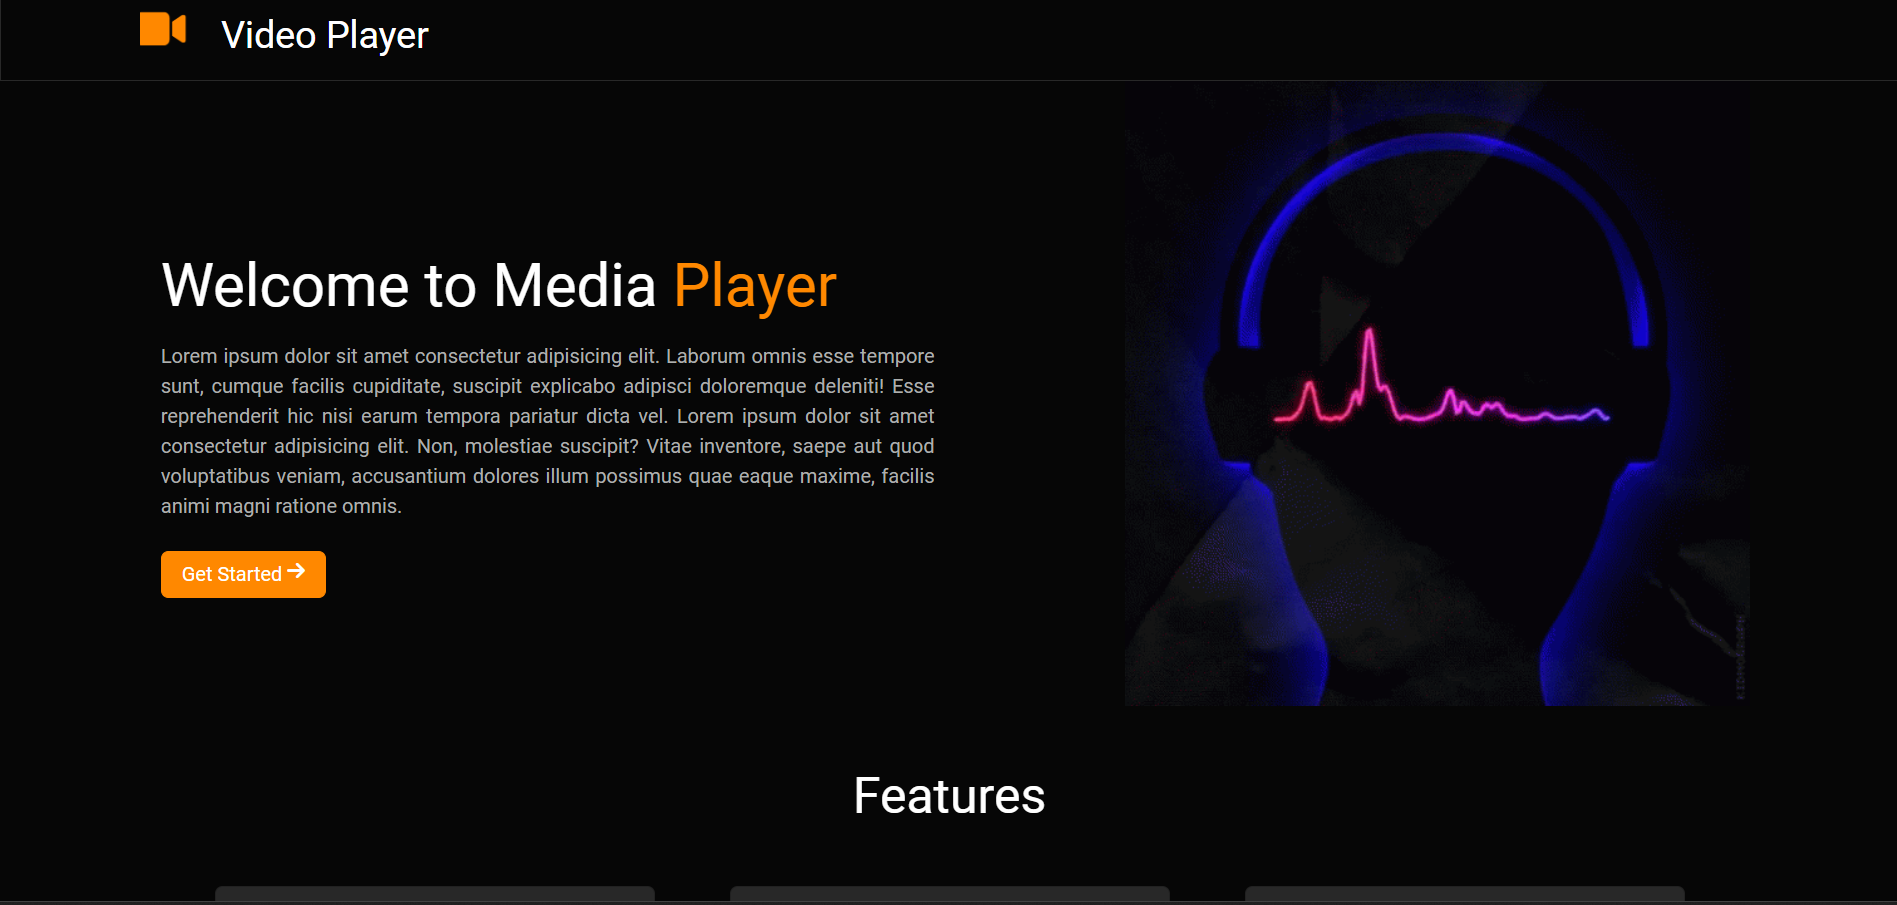 Video Player
Welcome to Media Player
Lorem ipsum dolor sit amet consectetur adipisicing elit. Laborum omnis esse tempore
sunt, cumque facilis cupiditate, suscipit explicabo adipisci doloremque deleniti! Esse
reprehenderit hic nisi earum tempora pariatur dicta vel. Lorem ipsum dolor sit amet
consectetur adipisicing elit. Non, molestiae suscipit? Vitae inventore, saepe aut quod
voluptatibus veniam, accusantium dolores illum possimus quae eaque maxime, facilis
animi magni ratione omnis.
Get Started
KIDMOGRAPH
Features